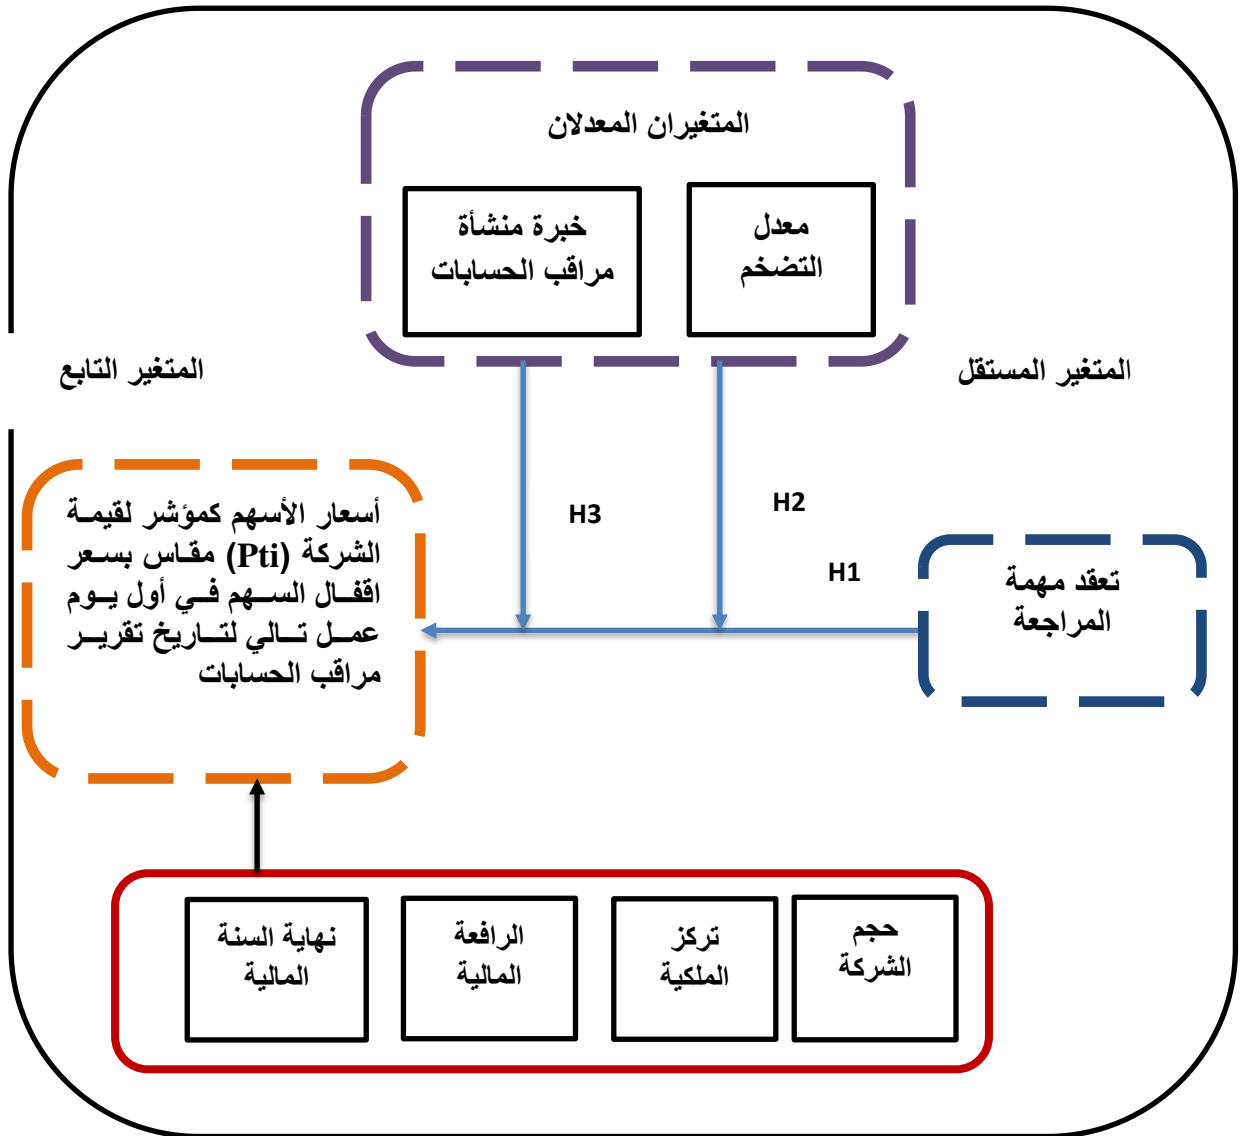 المتغيران المعدلان
معدل
التضخم
خبرة منشأة
مراقب الحسابات
المتغير المستقل
المتغير التابع
H2
H3
H1
تعقد مهمة
المراجعة
أسعار الأسهم كمؤشر لقيمة
الشركة (Pti) مقاس بسعر
اقفال السهم في أول يوم
عمل تالي لتاريخ تقرير
مراقب الحسابات
حجم
الشركة
تركز
الملكية
الرافعة
المالية
نهاية السنة
المالية